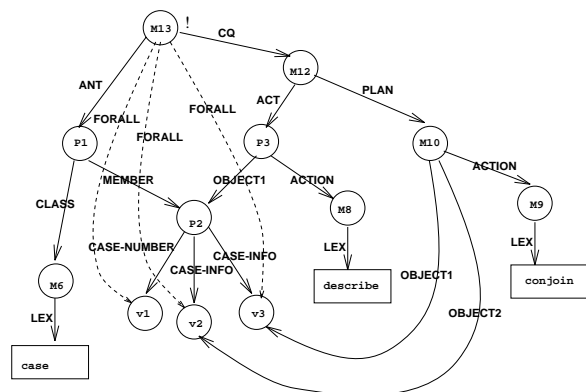 M13 !
CQ
M12
ANT
PLAN
ACT
FORALL
FORALL
FORALL
P1
P3
M10
MEMBER
OBJECT1
ACTION
ACTION
CLASS
P2
M8
M9
CASE-NUMBER
CASE-INFO
CASE-INFO
LEX
LEX
M6
describe
OBJECT1
conjoin
LEX
v1
v2
v3
OBJECT2
case